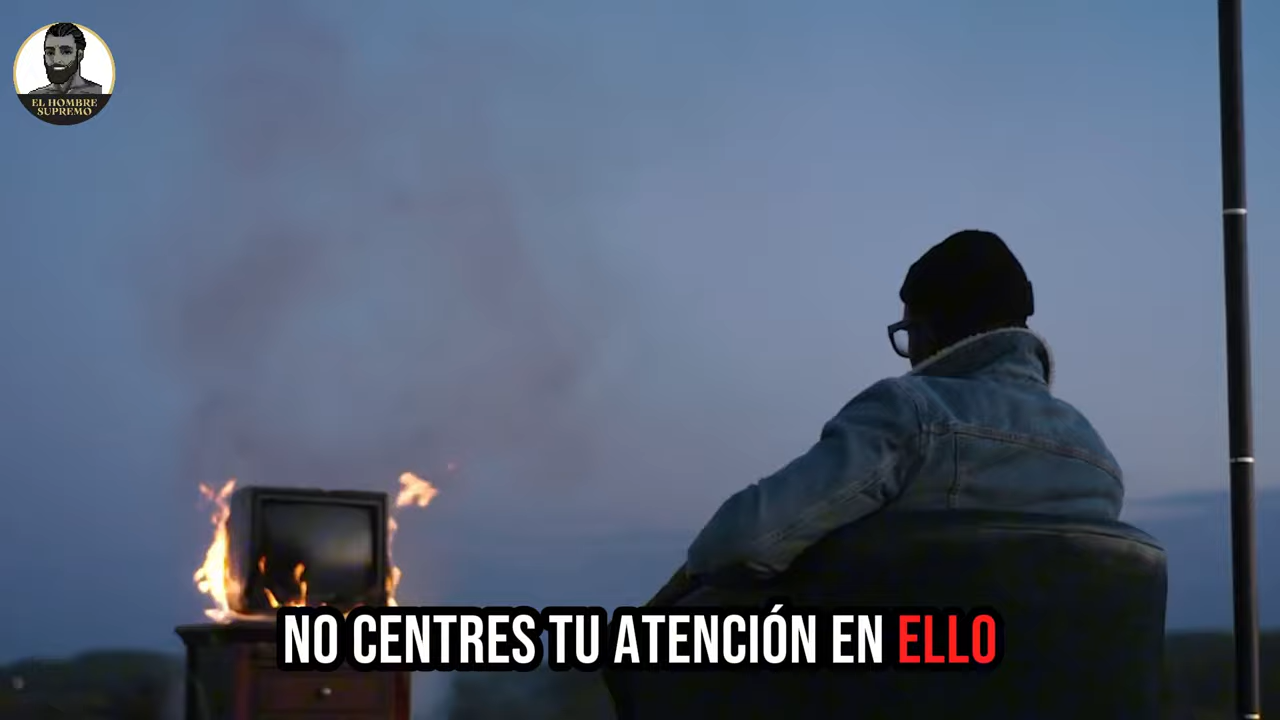 EL HOMBRE
SUPREMO
NO CENTRES TU ATENCIÓN EN ELLO